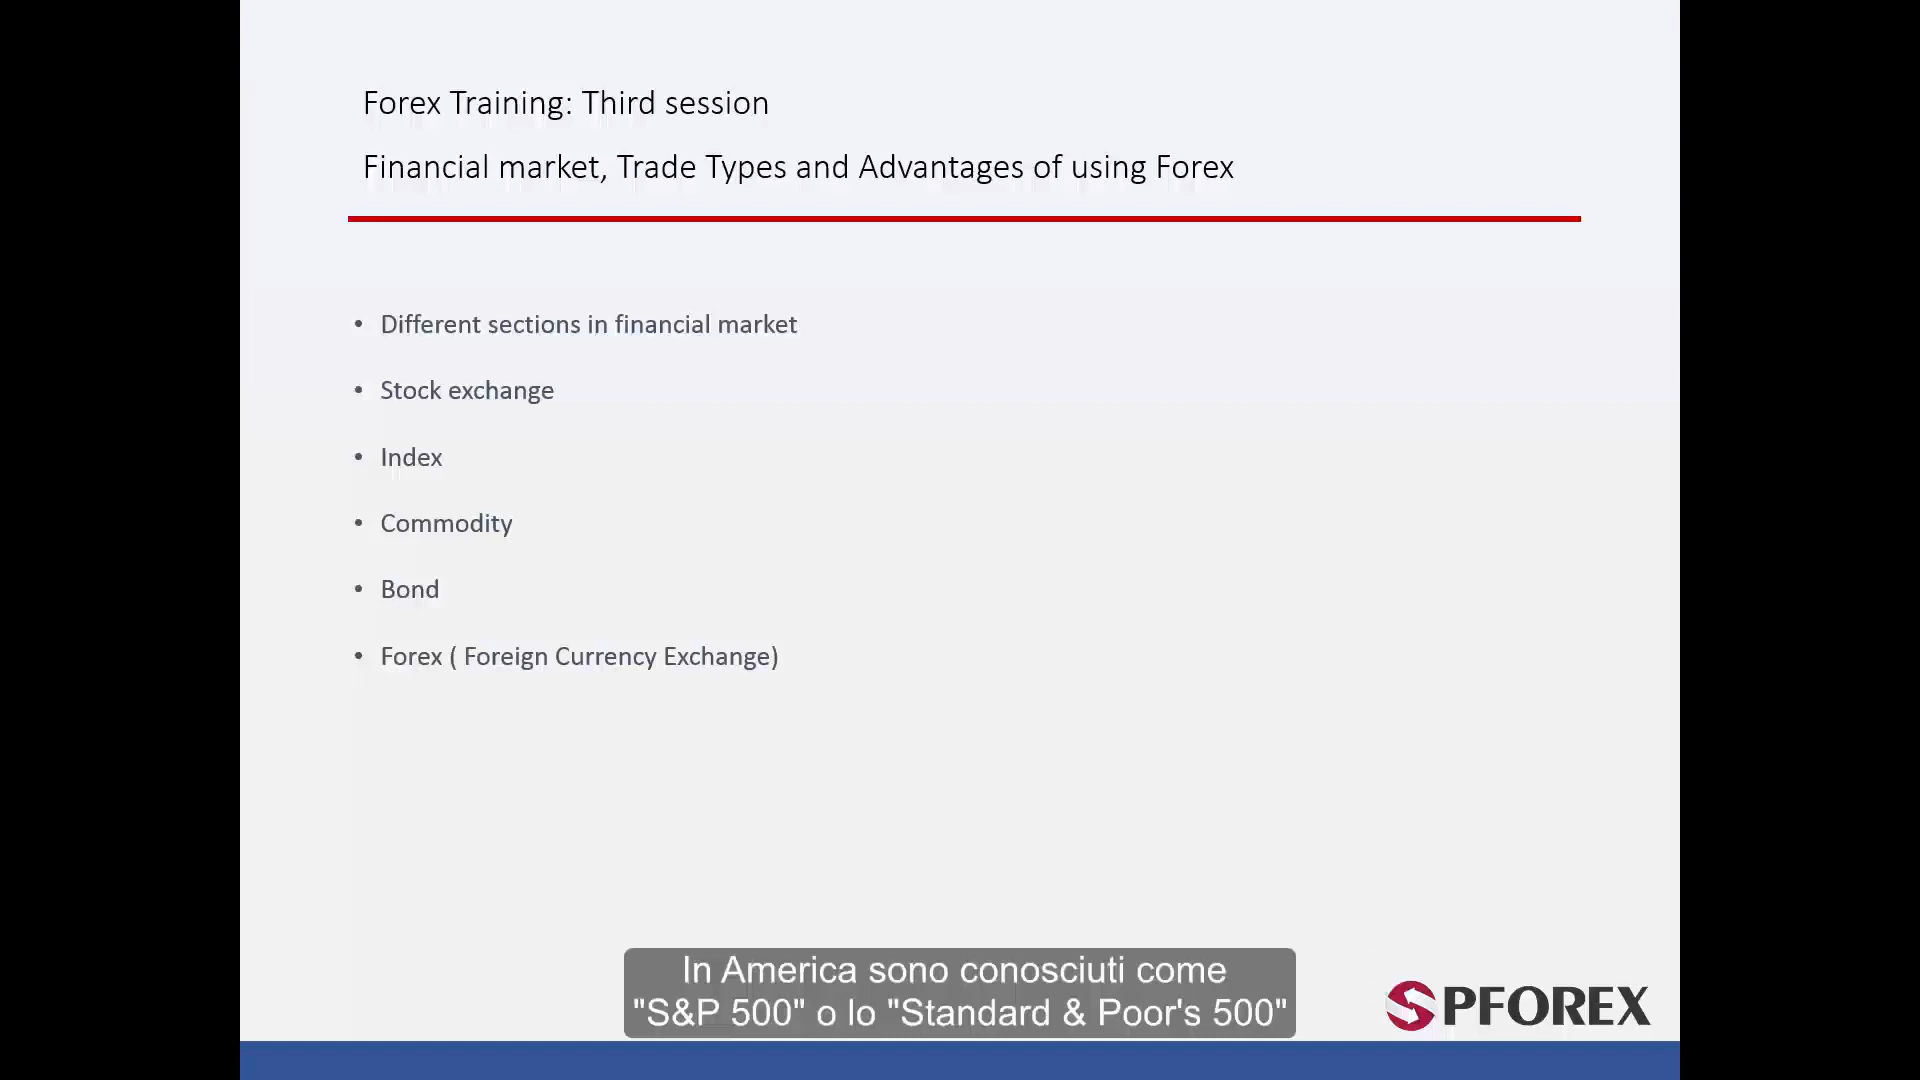 Forex Training: Third session
Financial market, Trade Types and Advantages of using Forex
• Different sections in financial market
• Stock exchange
• Index
• Commodity
• Bond
• Forex ( Foreign Currency Exchange)
In America sono conosciuti come
"S&P 500" o lo "Standard & Poor's 500"
SPFOREX